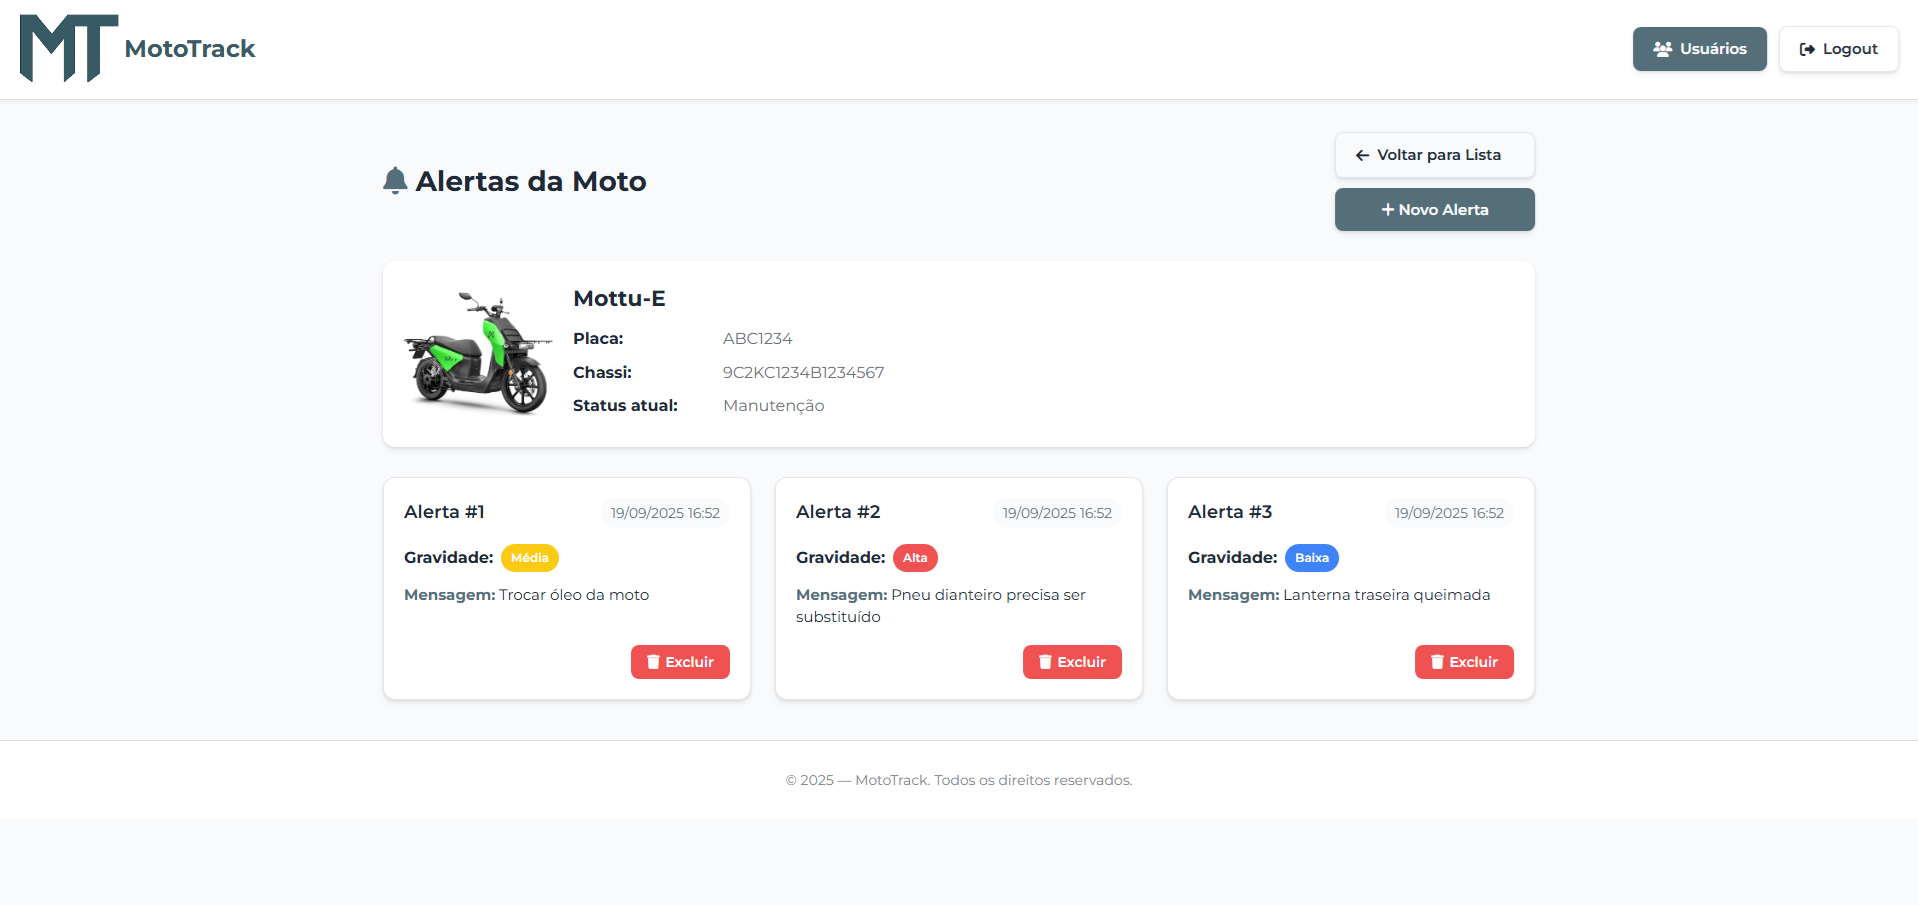 MT MotoTrack
Usuários
Logout
Alertas da Moto
Voltar para Lista
+ Novo Alerta
Mottu-E
Placa: ABC1234
Chassi: 9C2KC1234B1234567
Status atual: Manutenção
Alerta #1 19/09/2025 16:52
Gravidade: Média
Mensagem: Trocar óleo da moto
Excluir
Alerta #2 19/09/2025 16:52
Gravidade: Alta
Mensagem: Pneu dianteiro precisa ser
substituído
Excluir
Alerta #3 19/09/2025 16:52
Gravidade: Baixa
Mensagem: Lanterna traseira queimada
Excluir
© 2025 — MotoTrack. Todos os direitos reservados.